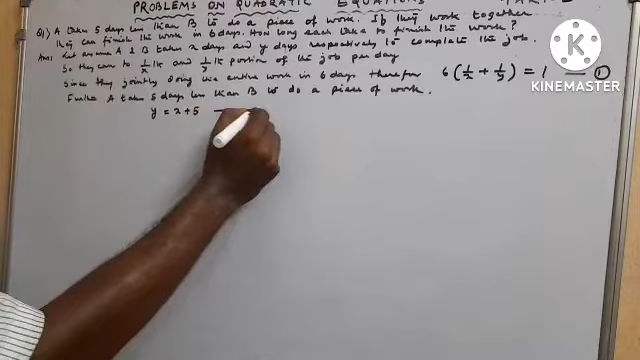 PROBLEMS ON QUADRATIC EQUATIONS
Q1) A takes 5 days less than B to do a piece of work. If they work together
they can finish the work in 6 days. How long each take to finish the work?
Ans: Let assume A & B takes x days and y days respectively to complete the job.
So they can do 1/x th and 1/y th portion of the job per day
Since they jointly doing the entire work in 6 days therefore 6 (1/x + 1/y) = 1 — ①
Further A takes 5 days less than B to do a piece of work.
y = x + 5 —
K
KINEMASTER